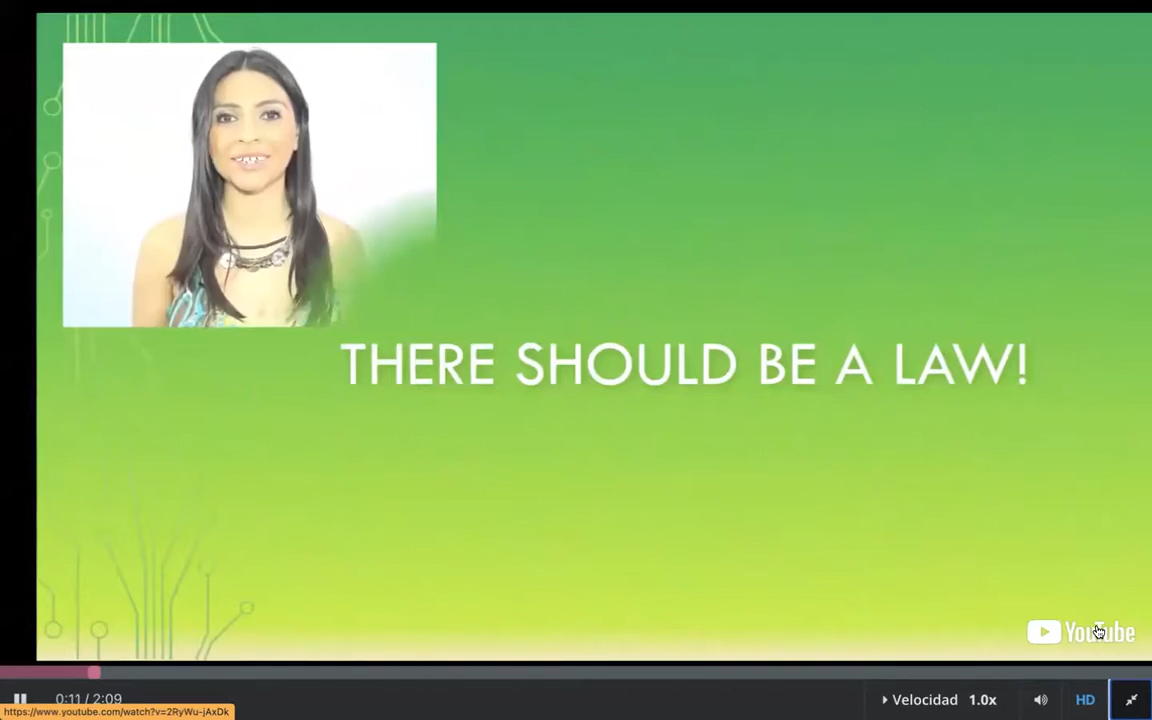 THERE SHOULD BE A LAW!
YouTube
0:11 / 2:09
Velocidad 1.0x
HD
https://www.youtube.com/watch?v=2RyWu-jAxDk